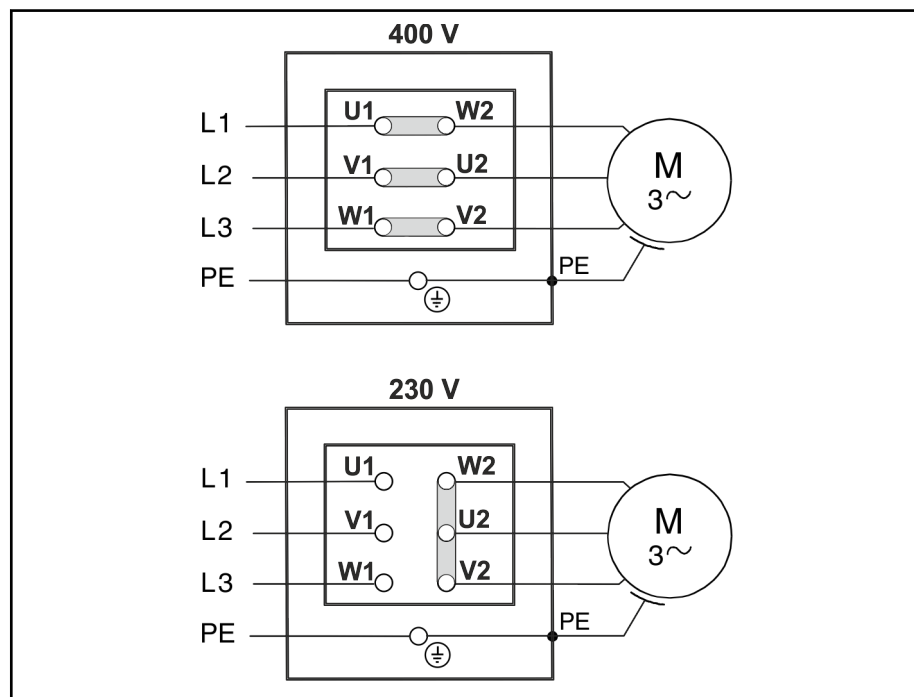 400 V
U1 W2
L1
M
V1 U2
L2
3~
W1 V2
L3
PE PE
230 V
U1 W2
L1
M
V1 U2
L2
3~
W1 V2
L3
PE PE